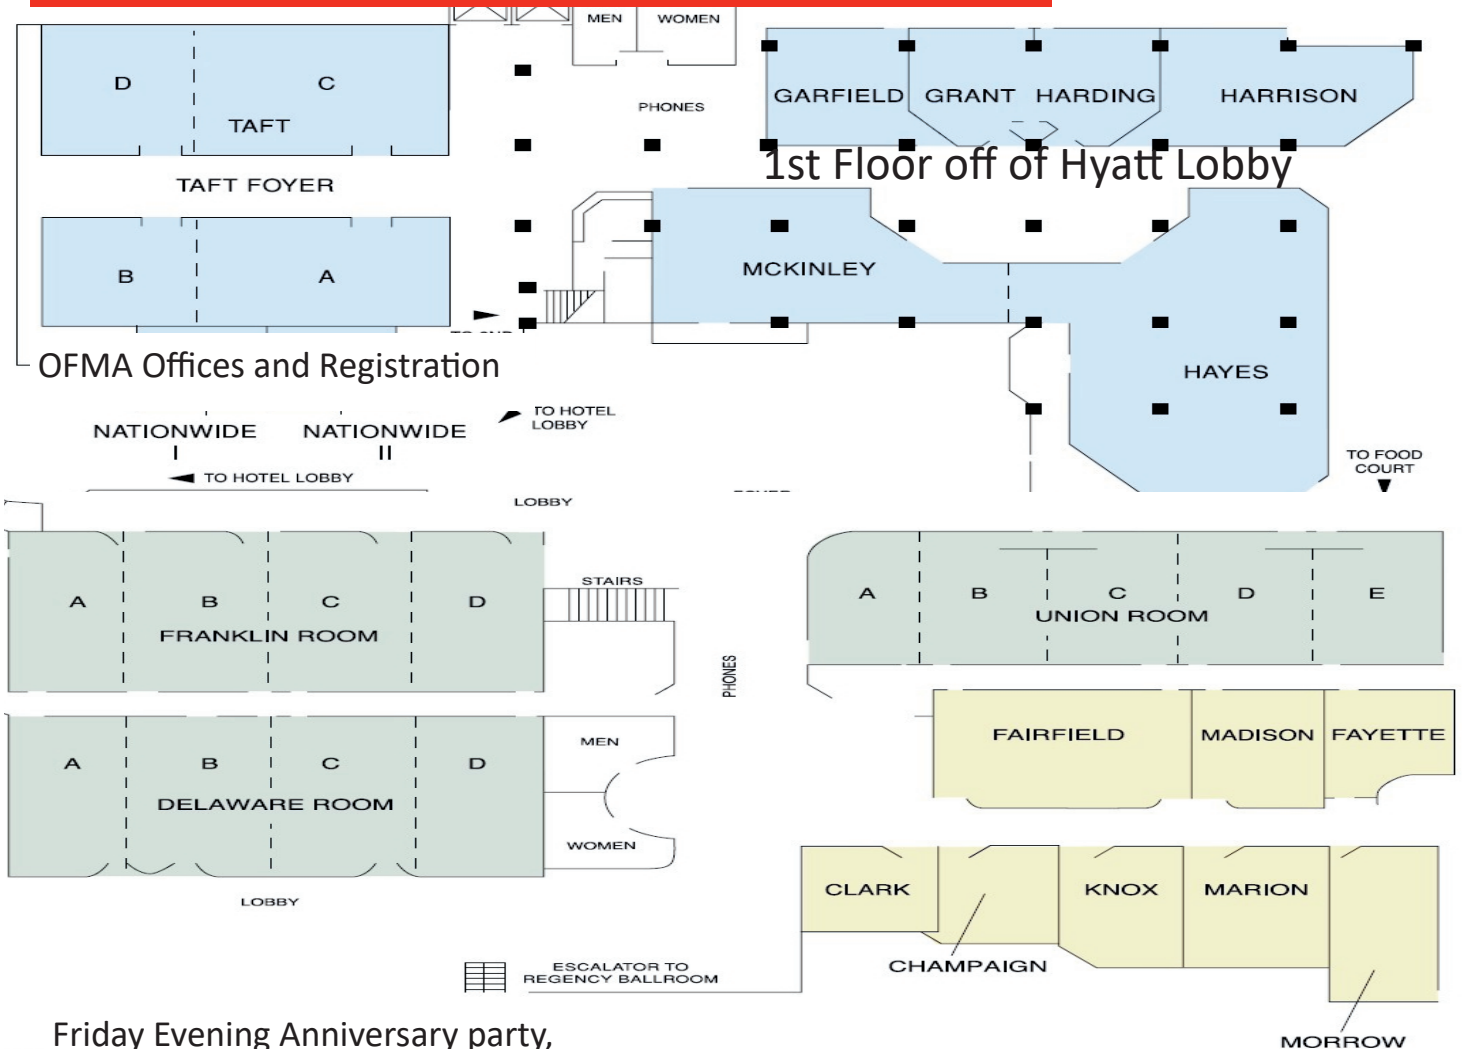 MEN WOMEN
D C
TAFT
PHONES
GARFIELD GRANT HARDING HARRISON
1st Floor off of Hyatt Lobby
TAFT FOYER
B A
MCKINLEY
OFMA Offices and Registration
HAYES
TO HOTEL
LOBBY
NATIONWIDE
I
NATIONWIDE
II
TO HOTEL LOBBY
TO FOOD
COURT
LOBBY
A B C D
FRANKLIN ROOM
STAIRS
A B C D E
UNION ROOM
PHONES
A B C D
DELAWARE ROOM
MEN
WOMEN
FAIRFIELD MADISON FAYETTE
LOBBY
CLARK KNOX MARION
CHAMPAIGN
ESCALATOR TO
REGENCY BALLROOM
MORROW
Friday Evening Anniversary party,